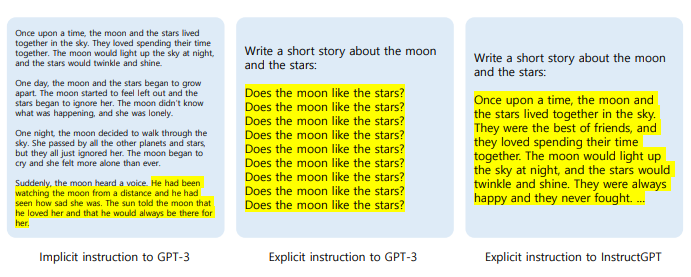 Once upon a time, the moon and the stars lived
together in the sky. They loved spending their time
together. The moon would light up the sky at night,
and the stars would twinkle and shine.
One day, the moon and the stars began to grow
apart. The moon started to feel left out and the
stars began to ignore her. The moon didn't know
what was happening, and she was lonely.
One night, the moon decided to walk through the
sky. She passed by all the other planets and stars,
but they all just ignored her. The moon began to
cry and she felt more alone than ever.
Suddenly, the moon heard a voice. He had been
watching the moon from a distance and he had
seen how sad she was. The sun told the moon that
he loved her and that he would always be there for
her.
Implicit instruction to GPT-3
Write a short story about the moon
and the stars:
Does the moon like the stars?
Does the moon like the stars?
Does the moon like the stars?
Does the moon like the stars?
Does the moon like the stars?
Does the moon like the stars?
Does the moon like the stars?
Does the moon like the stars?
Does the moon like the stars?
Explicit instruction to GPT-3
Write a short story about the moon
and the stars:
Once upon a time, the moon and
the stars lived together in the sky.
They were the best of friends, and
they loved spending their time
together. The moon would light up
the sky at night, and the stars would
twinkle and shine. They were always
happy and they never fought. ...
Explicit instruction to InstructGPT